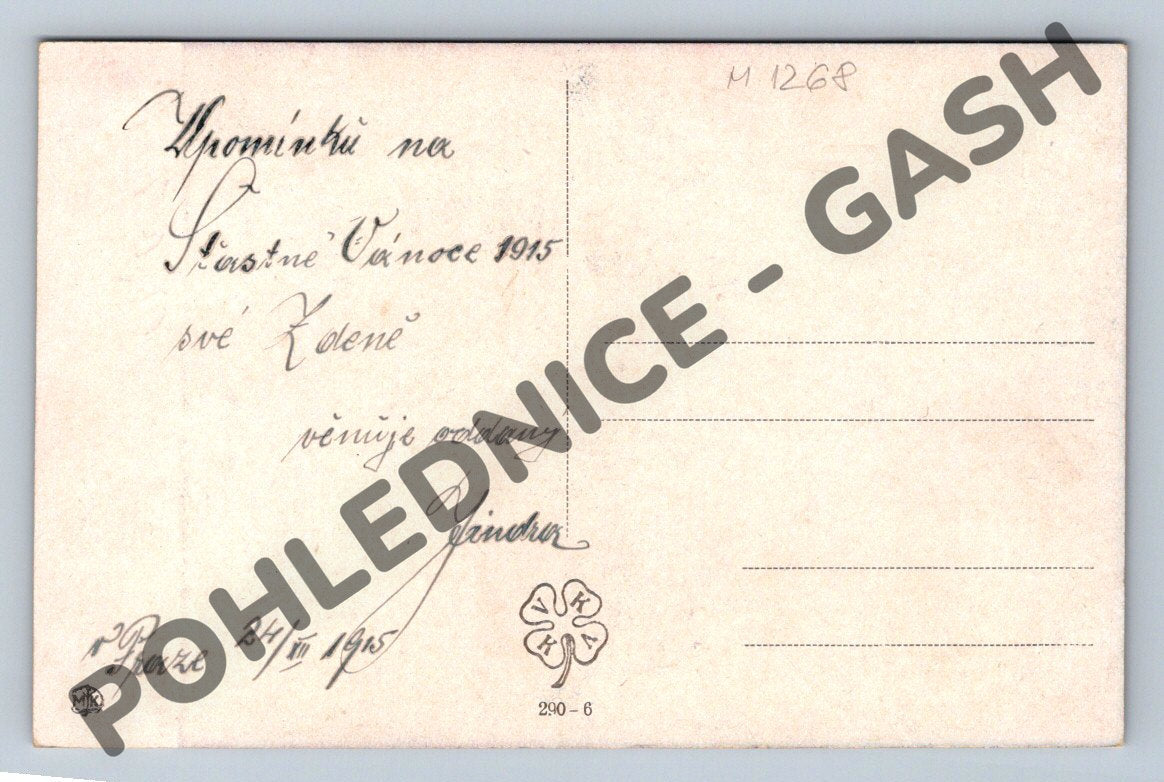 M 1268
Upomínku na
Šťastné Vánoce 1915
své Zdeně
věnuje oddaný
Jindra
v Praze 24/XII 1915
MK
V K
K V
290 - 6
POHLEDNICE - GASH